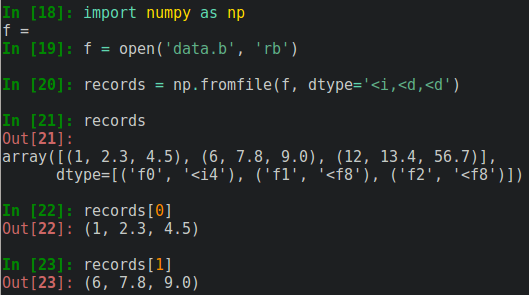 In [18]: import numpy as np
f =
In [19]: f = open('data.b', 'rb')
In [20]: records = np.fromfile(f, dtype='<i,<d,<d')
In [21]: records
Out[21]:
array([(1, 2.3, 4.5), (6, 7.8, 9.0), (12, 13.4, 56.7)],
      dtype=[('f0', '<i4'), ('f1', '<f8'), ('f2', '<f8')])
In [22]: records[0]
Out[22]: (1, 2.3, 4.5)
In [23]: records[1]
Out[23]: (6, 7.8, 9.0)